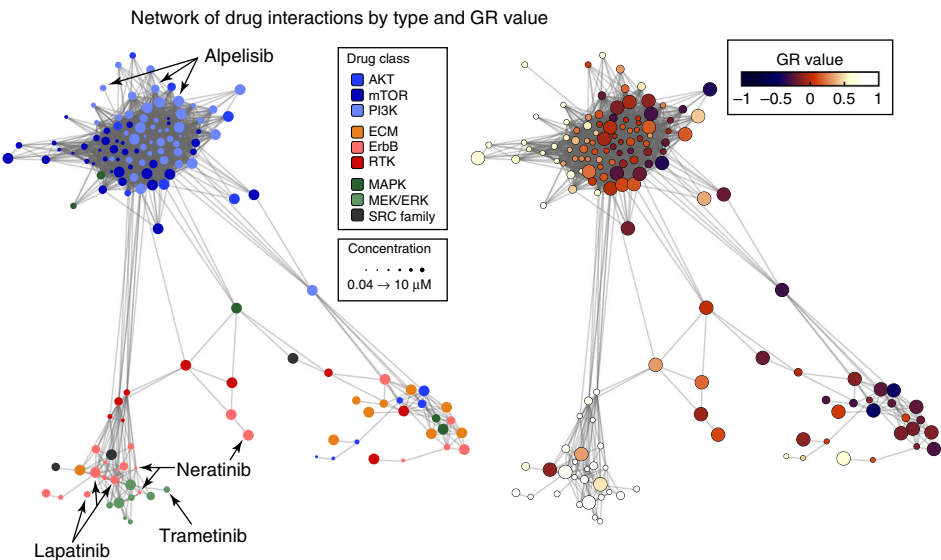 Network of drug interactions by type and GR value
Alpelisib
Drug class
AKT
mTOR
PI3K
ECM
ErbB
RTK
MAPK
MEK/ERK
SRC family
Concentration
0.04 → 10 μM
GR value
−1 −0.5 0 0.5 1
Neratinib
Trametinib
Lapatinib